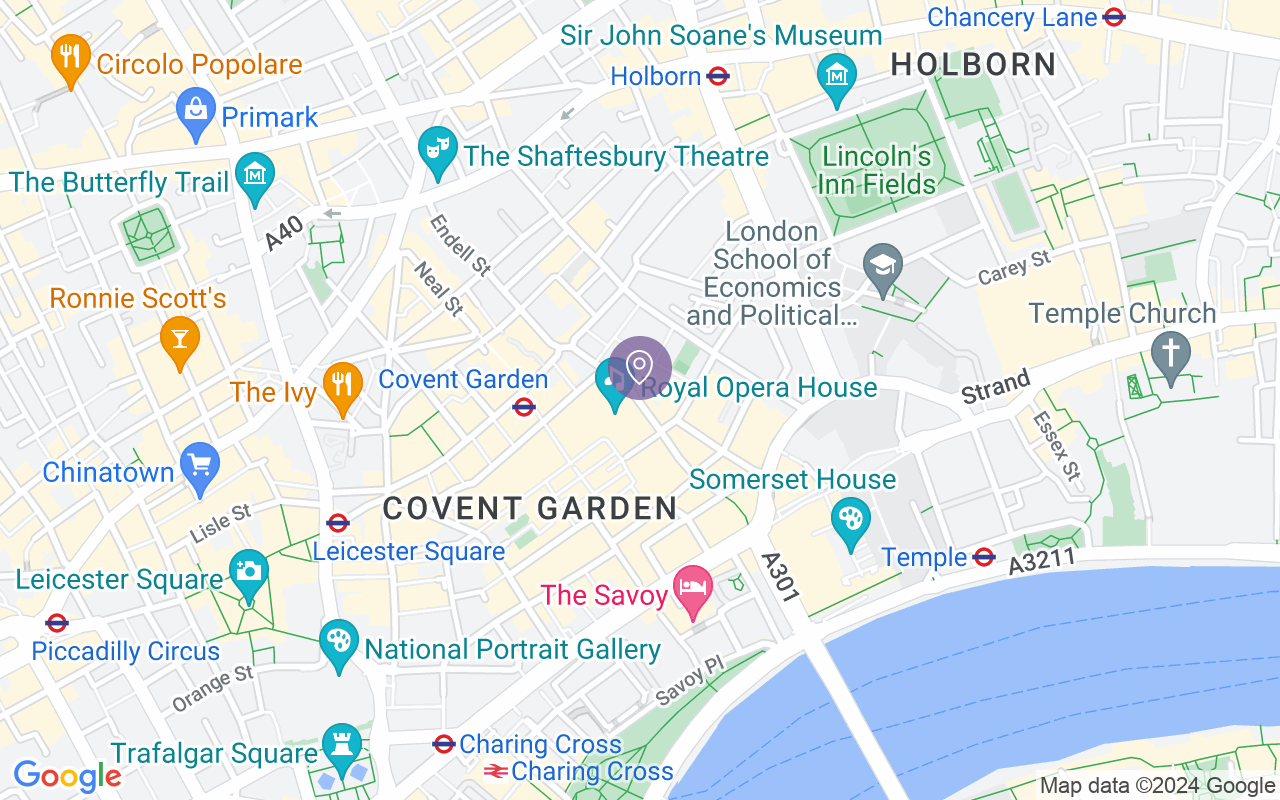 Chancery Lane
Sir John Soane's Museum
HOLBORN
Circolo Popolare
Holborn
Primark
The Shaftesbury Theatre
Lincoln's
Inn Fields
The Butterfly Trail
A40
Endell St
London
School of
Economics
and Political...
Carey St
Neal St
Ronnie Scott's
Temple Church
Covent Garden
Royal Opera House
Strand
The Ivy
Essex St
Chinatown
Somerset House
COVENT GARDEN
Lisle St
Leicester Square
Temple
A3211
Leicester Square
A301
The Savoy
Piccadilly Circus
National Portrait Gallery
Orange St
Savoy Pl
Trafalgar Square
Charing Cross
Charing Cross
Google
Map data ©2024 Google